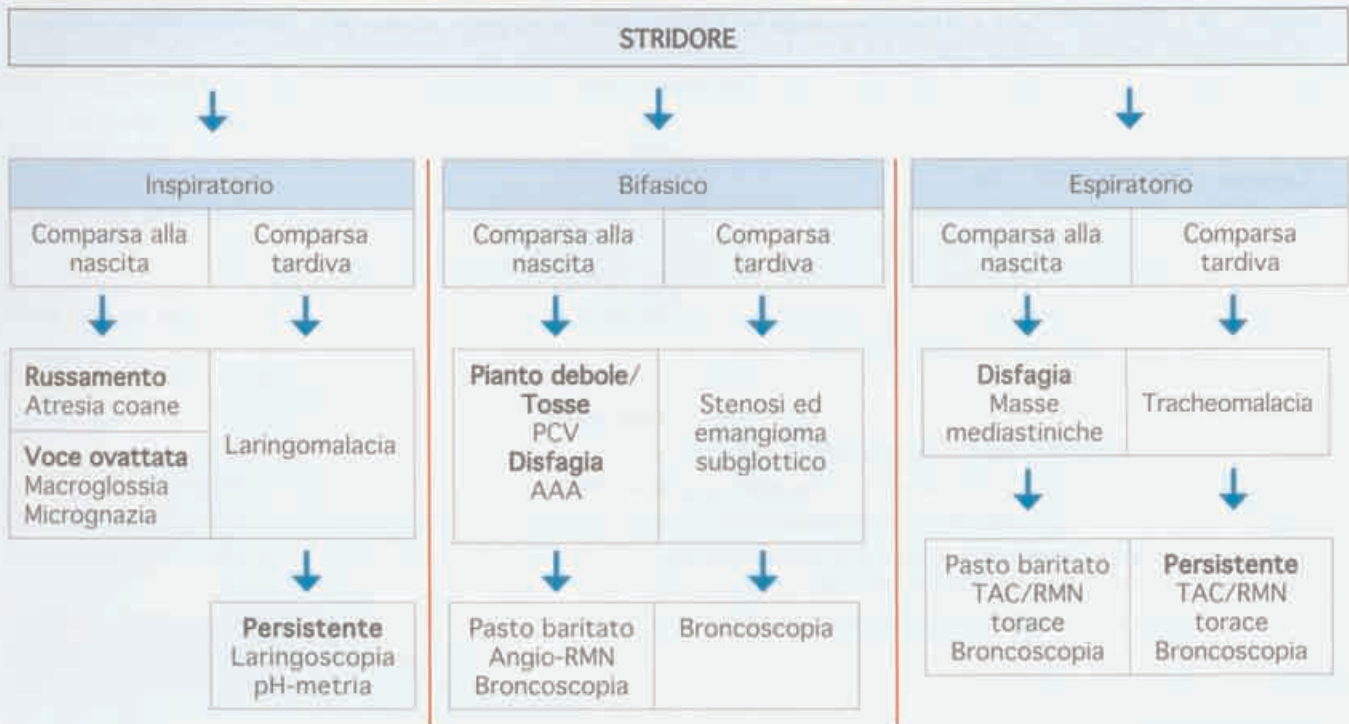 STRIDORE
Inspiratorio
Comparsa alla
nascita
Comparsa
tardiva
Russamento
Atresia coane
Voce ovattata
Macroglossia
Micrognazia
Laringomalacia
Persistente
Laringoscopia
pH-metria
Bifasico
Comparsa alla
nascita
Comparsa
tardiva
Pianto debole/
Tosse
PCV
Disfagia
AAA
Stenosi ed
emangioma
subglottico
Pasto baritato
Angio-RMN
Broncoscopia
Broncoscopia
Espiratorio
Comparsa alla
nascita
Comparsa
tardiva
Disfagia
Masse
mediastiniche
Tracheomalacia
Pasto baritato
TAC/RMN
torace
Broncoscopia
Persistente
TAC/RMN
torace
Broncoscopia